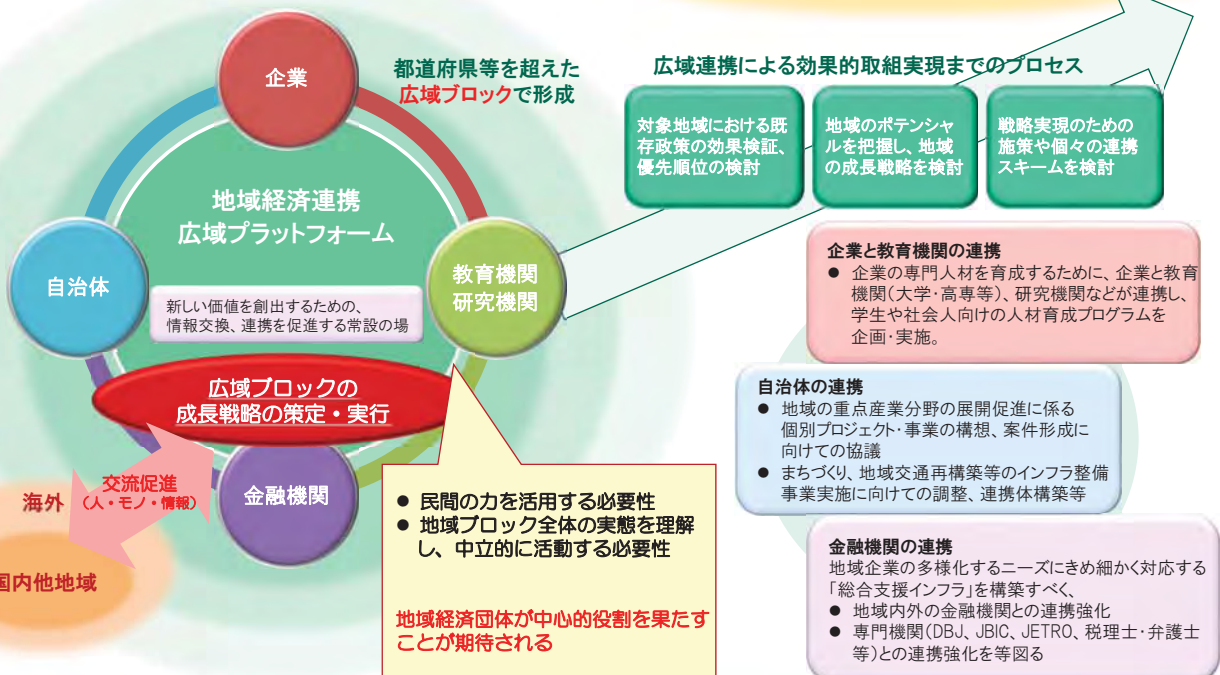 企業
都道府県等を超えた
広域ブロックで形成
地域経済連携
広域プラットフォーム
自治体
教育機関
研究機関
新しい価値を創出するための、
情報交換、連携を促進する常設の場
広域ブロックの
成長戦略の策定・実行
金融機関
交流促進
(人・モノ・情報)
海外
国内他地域
● 民間の力を活用する必要性
● 地域ブロック全体の実態を理解
し、中立的に活動する必要性
地域経済団体が中心的役割を果たす
ことが期待される
広域連携による効果的取組実現までのプロセス
対象地域における既
存政策の効果検証、
優先順位の検討
地域のポテンシャ
ルを把握し、地域
の成長戦略を検討
戦略実現のための
施策や個々の連携
スキームを検討
企業と教育機関の連携
● 企業の専門人材を育成するために、企業と教育
機関(大学・高専等)、研究機関などが連携し、
学生や社会人向けの人材育成プログラムを
企画・実施。
自治体の連携
● 地域の重点産業分野の展開促進に係る
個別プロジェクト・事業の構想、案件形成に
向けての協議
● まちづくり、地域交通再構築等のインフラ整備
事業実施に向けての調整、連携体構築等
金融機関の連携
地域企業の多様化するニーズにきめ細かく対応する
「総合支援インフラ」を構築すべく、
● 地域内外の金融機関との連携強化
● 専門機関(DBJ、JBIC、JETRO、税理士・弁護士
等)との連携強化を等図る